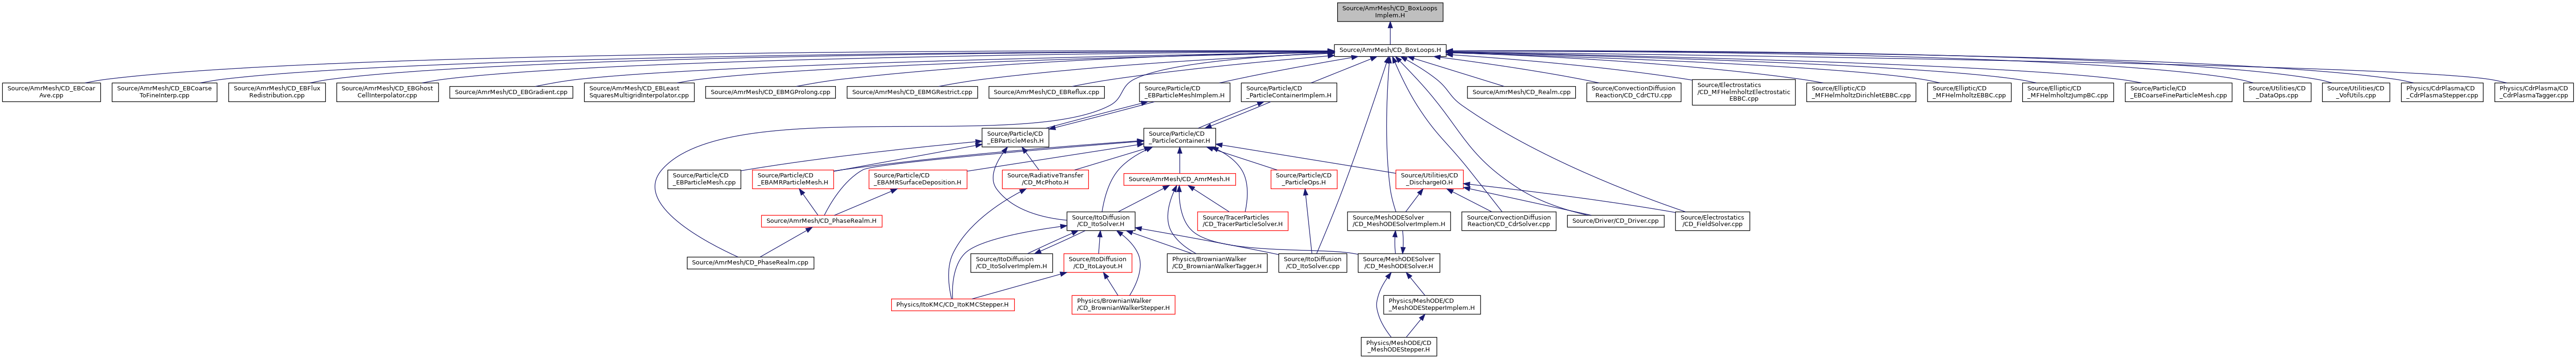 Source/AmrMesh/CD_BoxLoops
Implem.H
Source/AmrMesh/CD_BoxLoops.H
Source/AmrMesh/CD_EBCoar
Ave.cpp
Source/AmrMesh/CD_EBCoarse
ToFineInterp.cpp
Source/AmrMesh/CD_EBFlux
Redistribution.cpp
Source/AmrMesh/CD_EBGhost
CellInterpolator.cpp
Source/AmrMesh/CD_EBGradient.cpp
Source/AmrMesh/CD_EBLeast
SquaresMultigridInterpolator.cpp
Source/AmrMesh/CD_EBMGProlong.cpp
Source/AmrMesh/CD_EBMGRestrict.cpp
Source/AmrMesh/CD_EBReflux.cpp
Source/Particle/CD
_EBParticleMeshImplem.H
Source/Particle/CD
_ParticleContainerImplem.H
Source/AmrMesh/CD_Realm.cpp
Source/ConvectionDiffusion
Reaction/CD_CdrCTU.cpp
Source/Electrostatics
/CD_MFHelmholtzElectrostatic
EBBC.cpp
Source/Elliptic/CD
_MFHelmholtzDirichletEBBC.cpp
Source/Elliptic/CD
_MFHelmholtzEBBC.cpp
Source/Elliptic/CD
_MFHelmholtzJumpBC.cpp
Source/Particle/CD
_EBCoarseFineParticleMesh.cpp
Source/Utilities/CD
_DataOps.cpp
Source/Utilities/CD
_VofUtils.cpp
Physics/CdrPlasma/CD
_CdrPlasmaStepper.cpp
Physics/CdrPlasma/CD
_CdrPlasmaTagger.cpp
Source/Particle/CD
_EBParticleMesh.H
Source/Particle/CD
_ParticleContainer.H
Source/Particle/CD
_EBParticleMesh.cpp
Source/Particle/CD
_EBAMRParticleMesh.H
Source/Particle/CD
_EBAMRSurfaceDeposition.H
Source/RadiativeTransfer
/CD_McPhoto.H
Source/AmrMesh/CD_AmrMesh.H
Source/Particle/CD
_ParticleOps.H
Source/Utilities/CD
_DischargeIO.H
Source/AmrMesh/CD_PhaseRealm.H
Source/ItoDiffusion
/CD_ItoSolver.H
Source/TracerParticles
/CD_TracerParticleSolver.H
Source/MeshODESolver
/CD_MeshODESolverImplem.H
Source/ConvectionDiffusion
Reaction/CD_CdrSolver.cpp
Source/Driver/CD_Driver.cpp
Source/Electrostatics
/CD_FieldSolver.cpp
Source/AmrMesh/CD_PhaseRealm.cpp
Source/ItoDiffusion
/CD_ItoSolverImplem.H
Source/ItoDiffusion
/CD_ItoLayout.H
Physics/BrownianWalker
/CD_BrownianWalkerTagger.H
Source/ItoDiffusion
/CD_ItoSolver.cpp
Source/MeshODESolver
/CD_MeshODESolver.H
Physics/ItoKMC/CD_ItoKMCStepper.H
Physics/BrownianWalker
/CD_BrownianWalkerStepper.H
Physics/MeshODE/CD
_MeshODEStepperImplem.H
Physics/MeshODE/CD
_MeshODEStepper.H